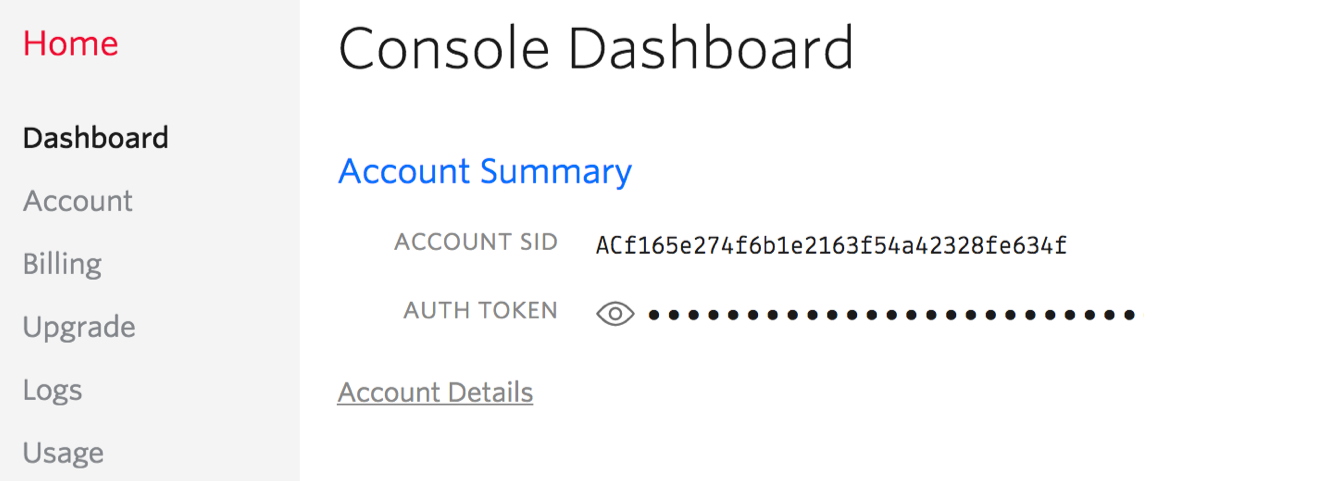 Home
Dashboard
Account
Billing
Upgrade
Logs
Usage
Console Dashboard
Account Summary
ACCOUNT SID ACf165e274f6b1e2163f54a42328fe634f
AUTH TOKEN •••••••••••••••••••••••••
Account Details